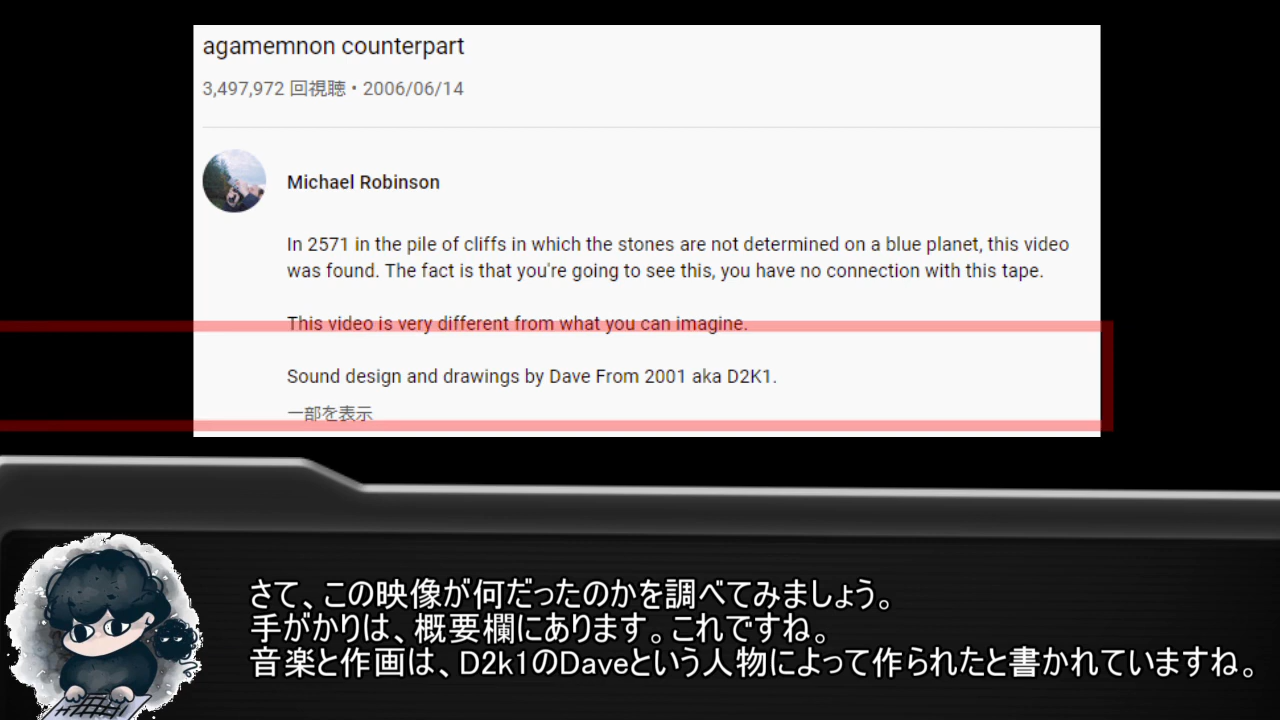 agamemnon counterpart
3,497,972 回視聴・2006/06/14
Michael Robinson
In 2571 in the pile of cliffs in which the stones are not determined on a blue planet, this video
was found. The fact is that you're going to see this, you have no connection with this tape.
This video is very different from what you can imagine.
Sound design and drawings by Dave From 2001 aka D2K1.
一部を表示
さて、この映像が何だったのかを調べてみましょう。
手がかりは、概要欄にあります。これですね。
音楽と作画は、D2k1のDaveという人物によって作られたと書かれていますね。